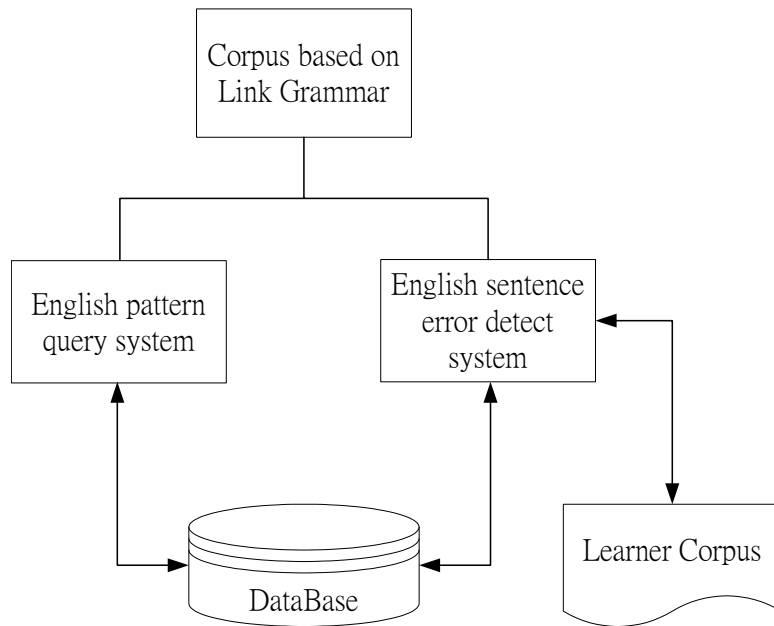 Corpus based on
Link Grammar
English pattern
query system
English sentence
error detect
system
DataBase
Learner Corpus